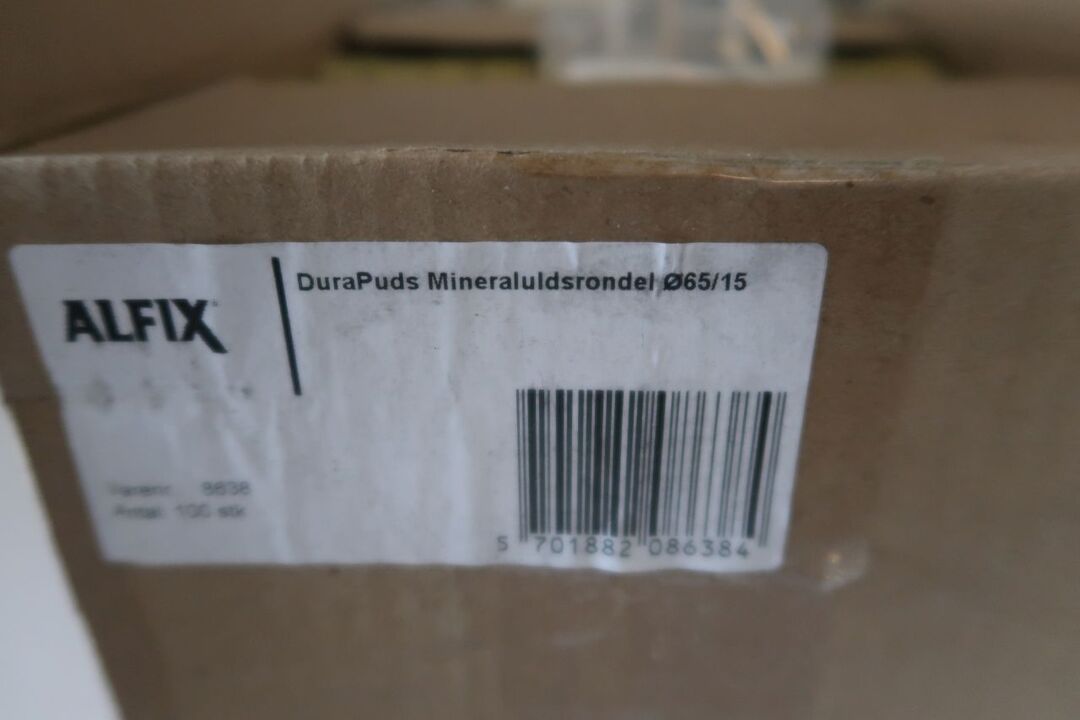 ALFIX
DuraPuds Mineraluldsrondel Ø65/15
Varenr. 8638
Antal 100 stk
5 701882 086384